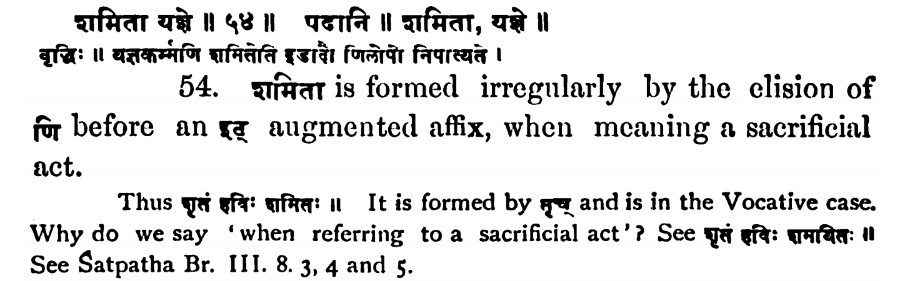 शमिता यज्ञे ॥ ५४ ॥ पदानि ॥ शमिता, यज्ञे ॥
वृत्तिः ॥ यज्ञकर्म्मणि शमितेति इडादौ णिलोपो निपात्यते ।
54. शमिता is formed irregularly by the elision of
णि before an इट् augmented affix, when meaning a sacrificial
act.
Thus शृतं हविः शमितः ॥ It is formed by तृच् and is in the Vocative case.
Why do we say 'when referring to a sacrificial act'? See शृतं हविः शमयितः ॥
See Śatpatha Br. III. 8. 3, 4 and 5.